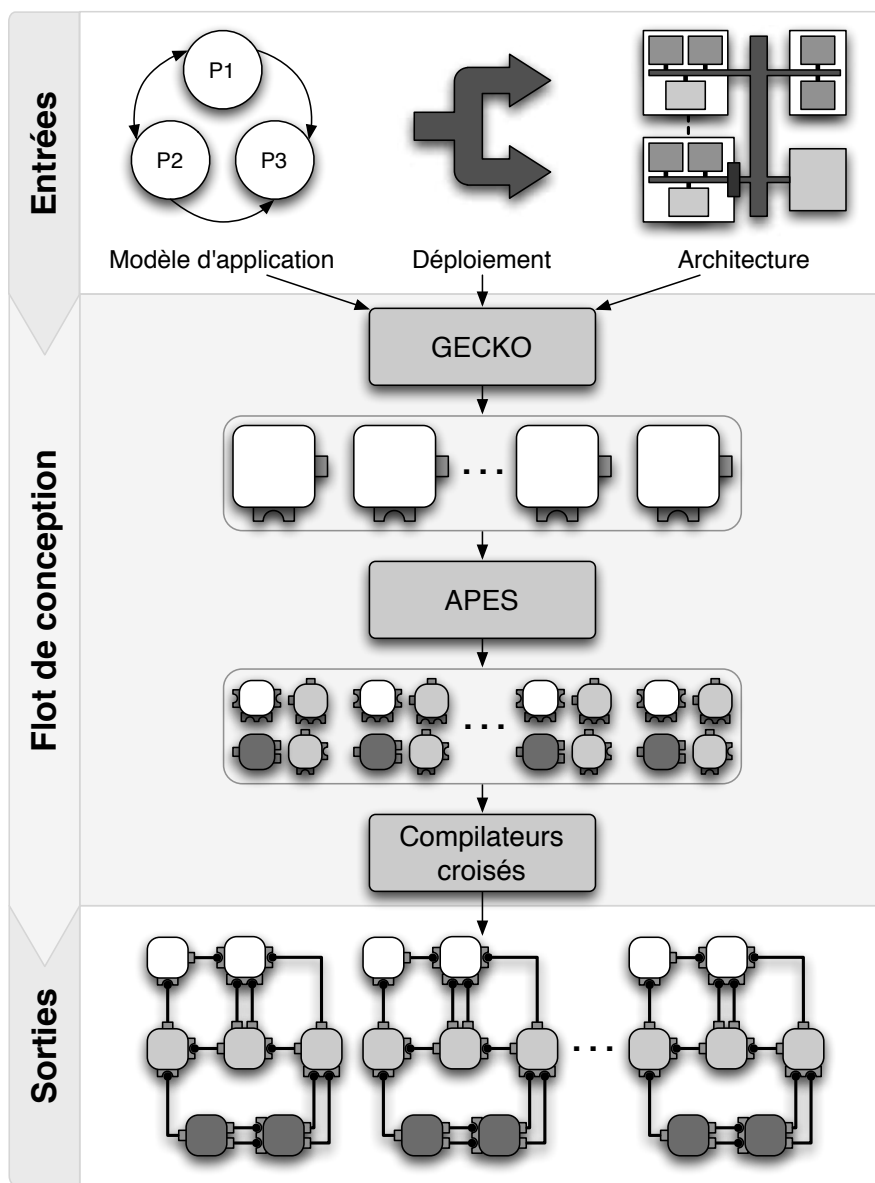 Entrées
P1
P2
P3
Modèle d'application
Déploiement
Architecture
Flot de conception
GECKO
. . .
APES
. . .
Compilateurs
croisés
Sorties
. . .